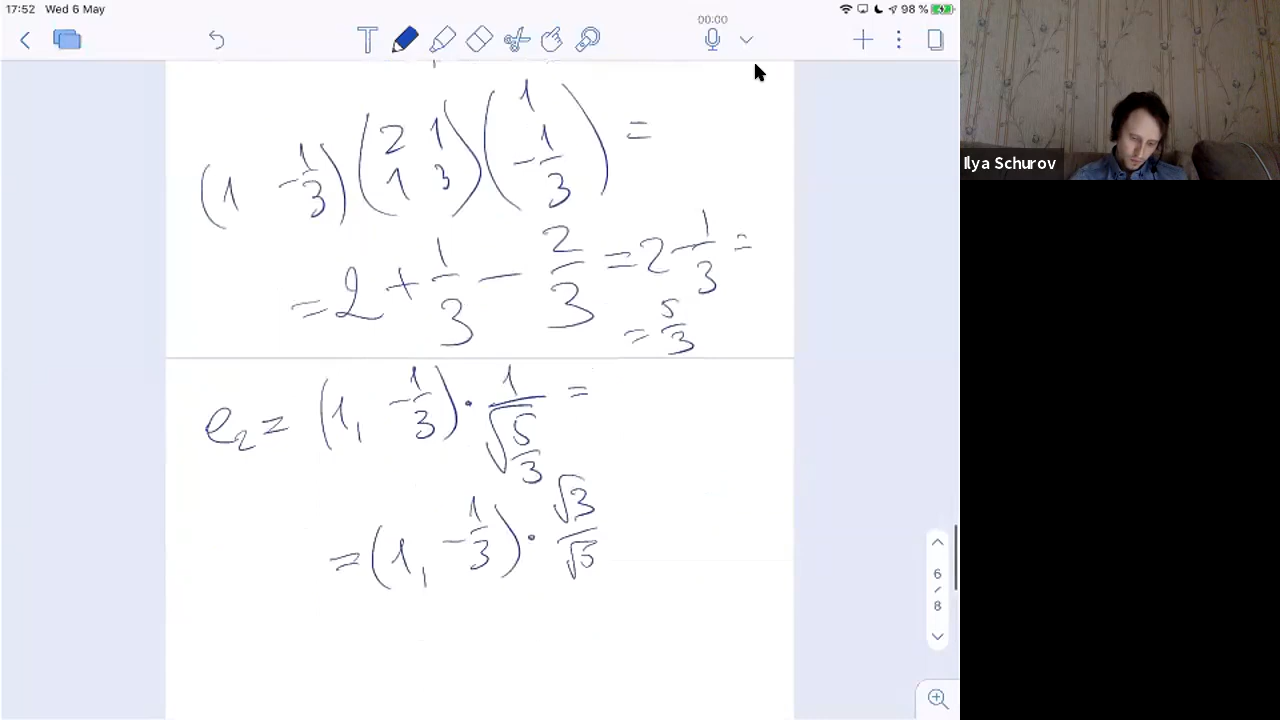 17:52 Wed 6 May
98 %
00:00
T
(1 -1/3) (2 1 / 1 3) (1 / -1/3) =
= 2 + 1/3 - 2/3 = 2 - 1/3 =
= 5/3
e₂ = (1, -1/3) · 1/√(5/3) =
= (1, -1/3) · √3/√5
6 / 8
Ilya Schurov